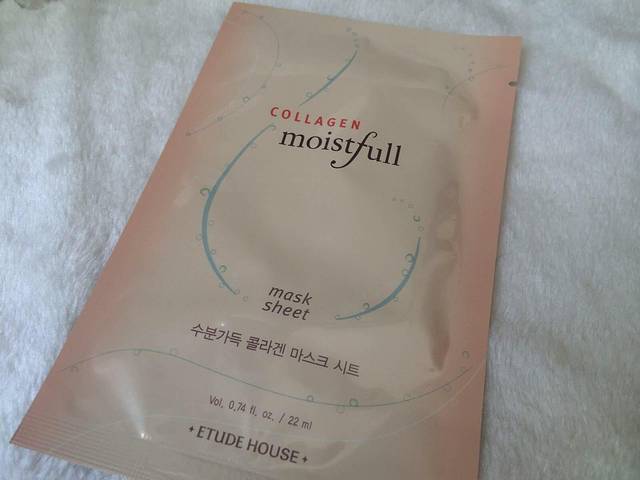 COLLAGEN
moistfull
mask
sheet
수분가득 콜라겐 마스크 시트
Vol. 0,74 fl. oz. / 22 ml
ETUDE HOUSE